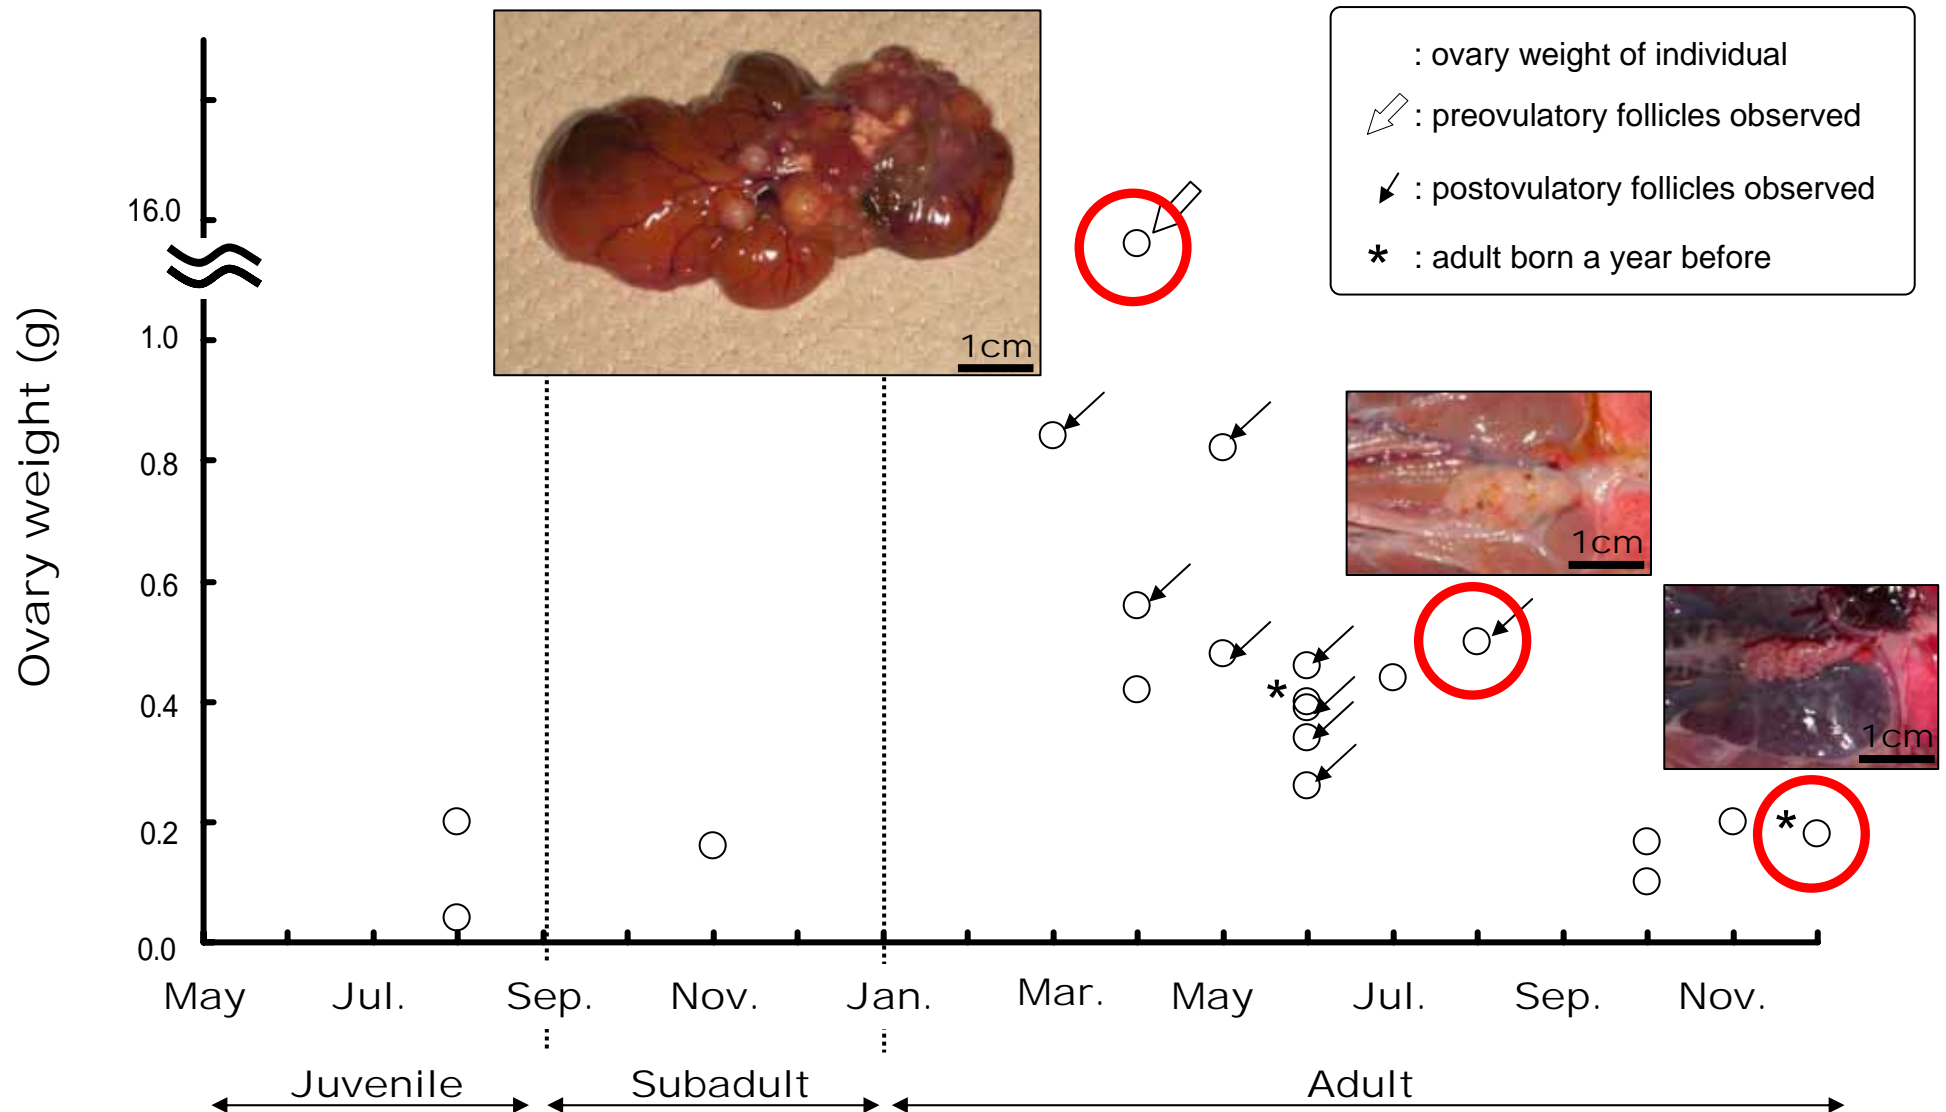 : ovary weight of individual
: preovulatory follicles observed
: postovulatory follicles observed
* : adult born a year before
Ovary weight (g)
16.0
1.0
0.8
0.6
0.4
0.2
0.0
1cm
1cm
1cm
*
*
May Jul. Sep. Nov. Jan. Mar. May Jul. Sep. Nov.
Juvenile Subadult Adult